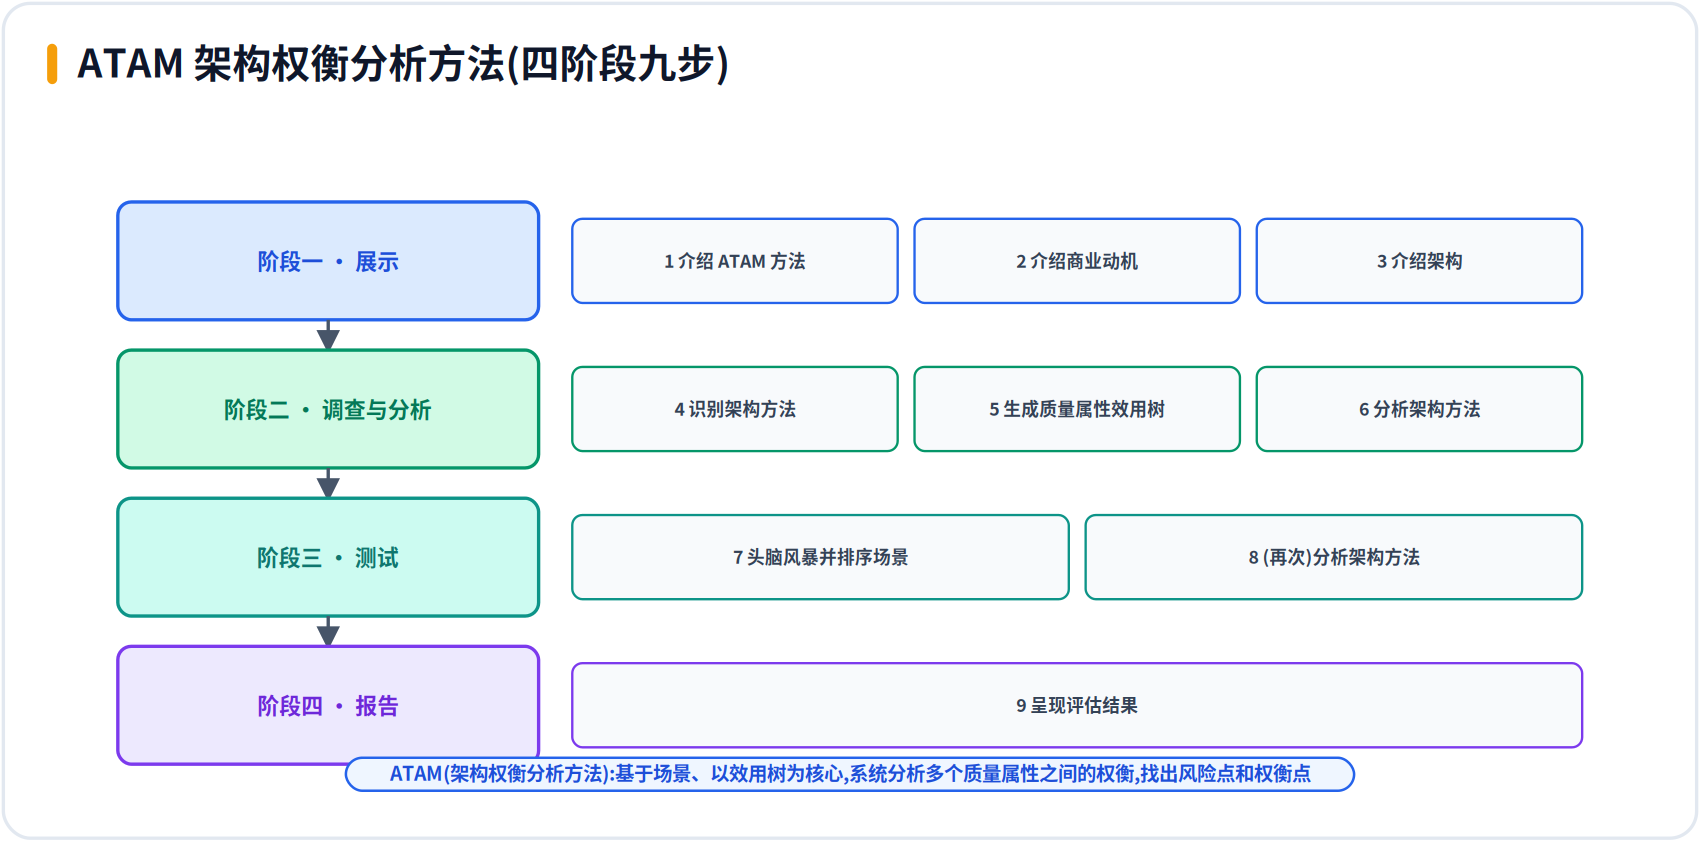 ATAM 架构权衡分析方法(四阶段九步)
阶段一 · 展示
1 介绍 ATAM 方法
2 介绍商业动机
3 介绍架构
阶段二 · 调查与分析
4 识别架构方法
5 生成质量属性效用树
6 分析架构方法
阶段三 · 测试
7 头脑风暴并排序场景
8 (再次)分析架构方法
阶段四 · 报告
9 呈现评估结果
ATAM(架构权衡分析方法):基于场景、以效用树为核心,系统分析多个质量属性之间的权衡,找出风险点和权衡点